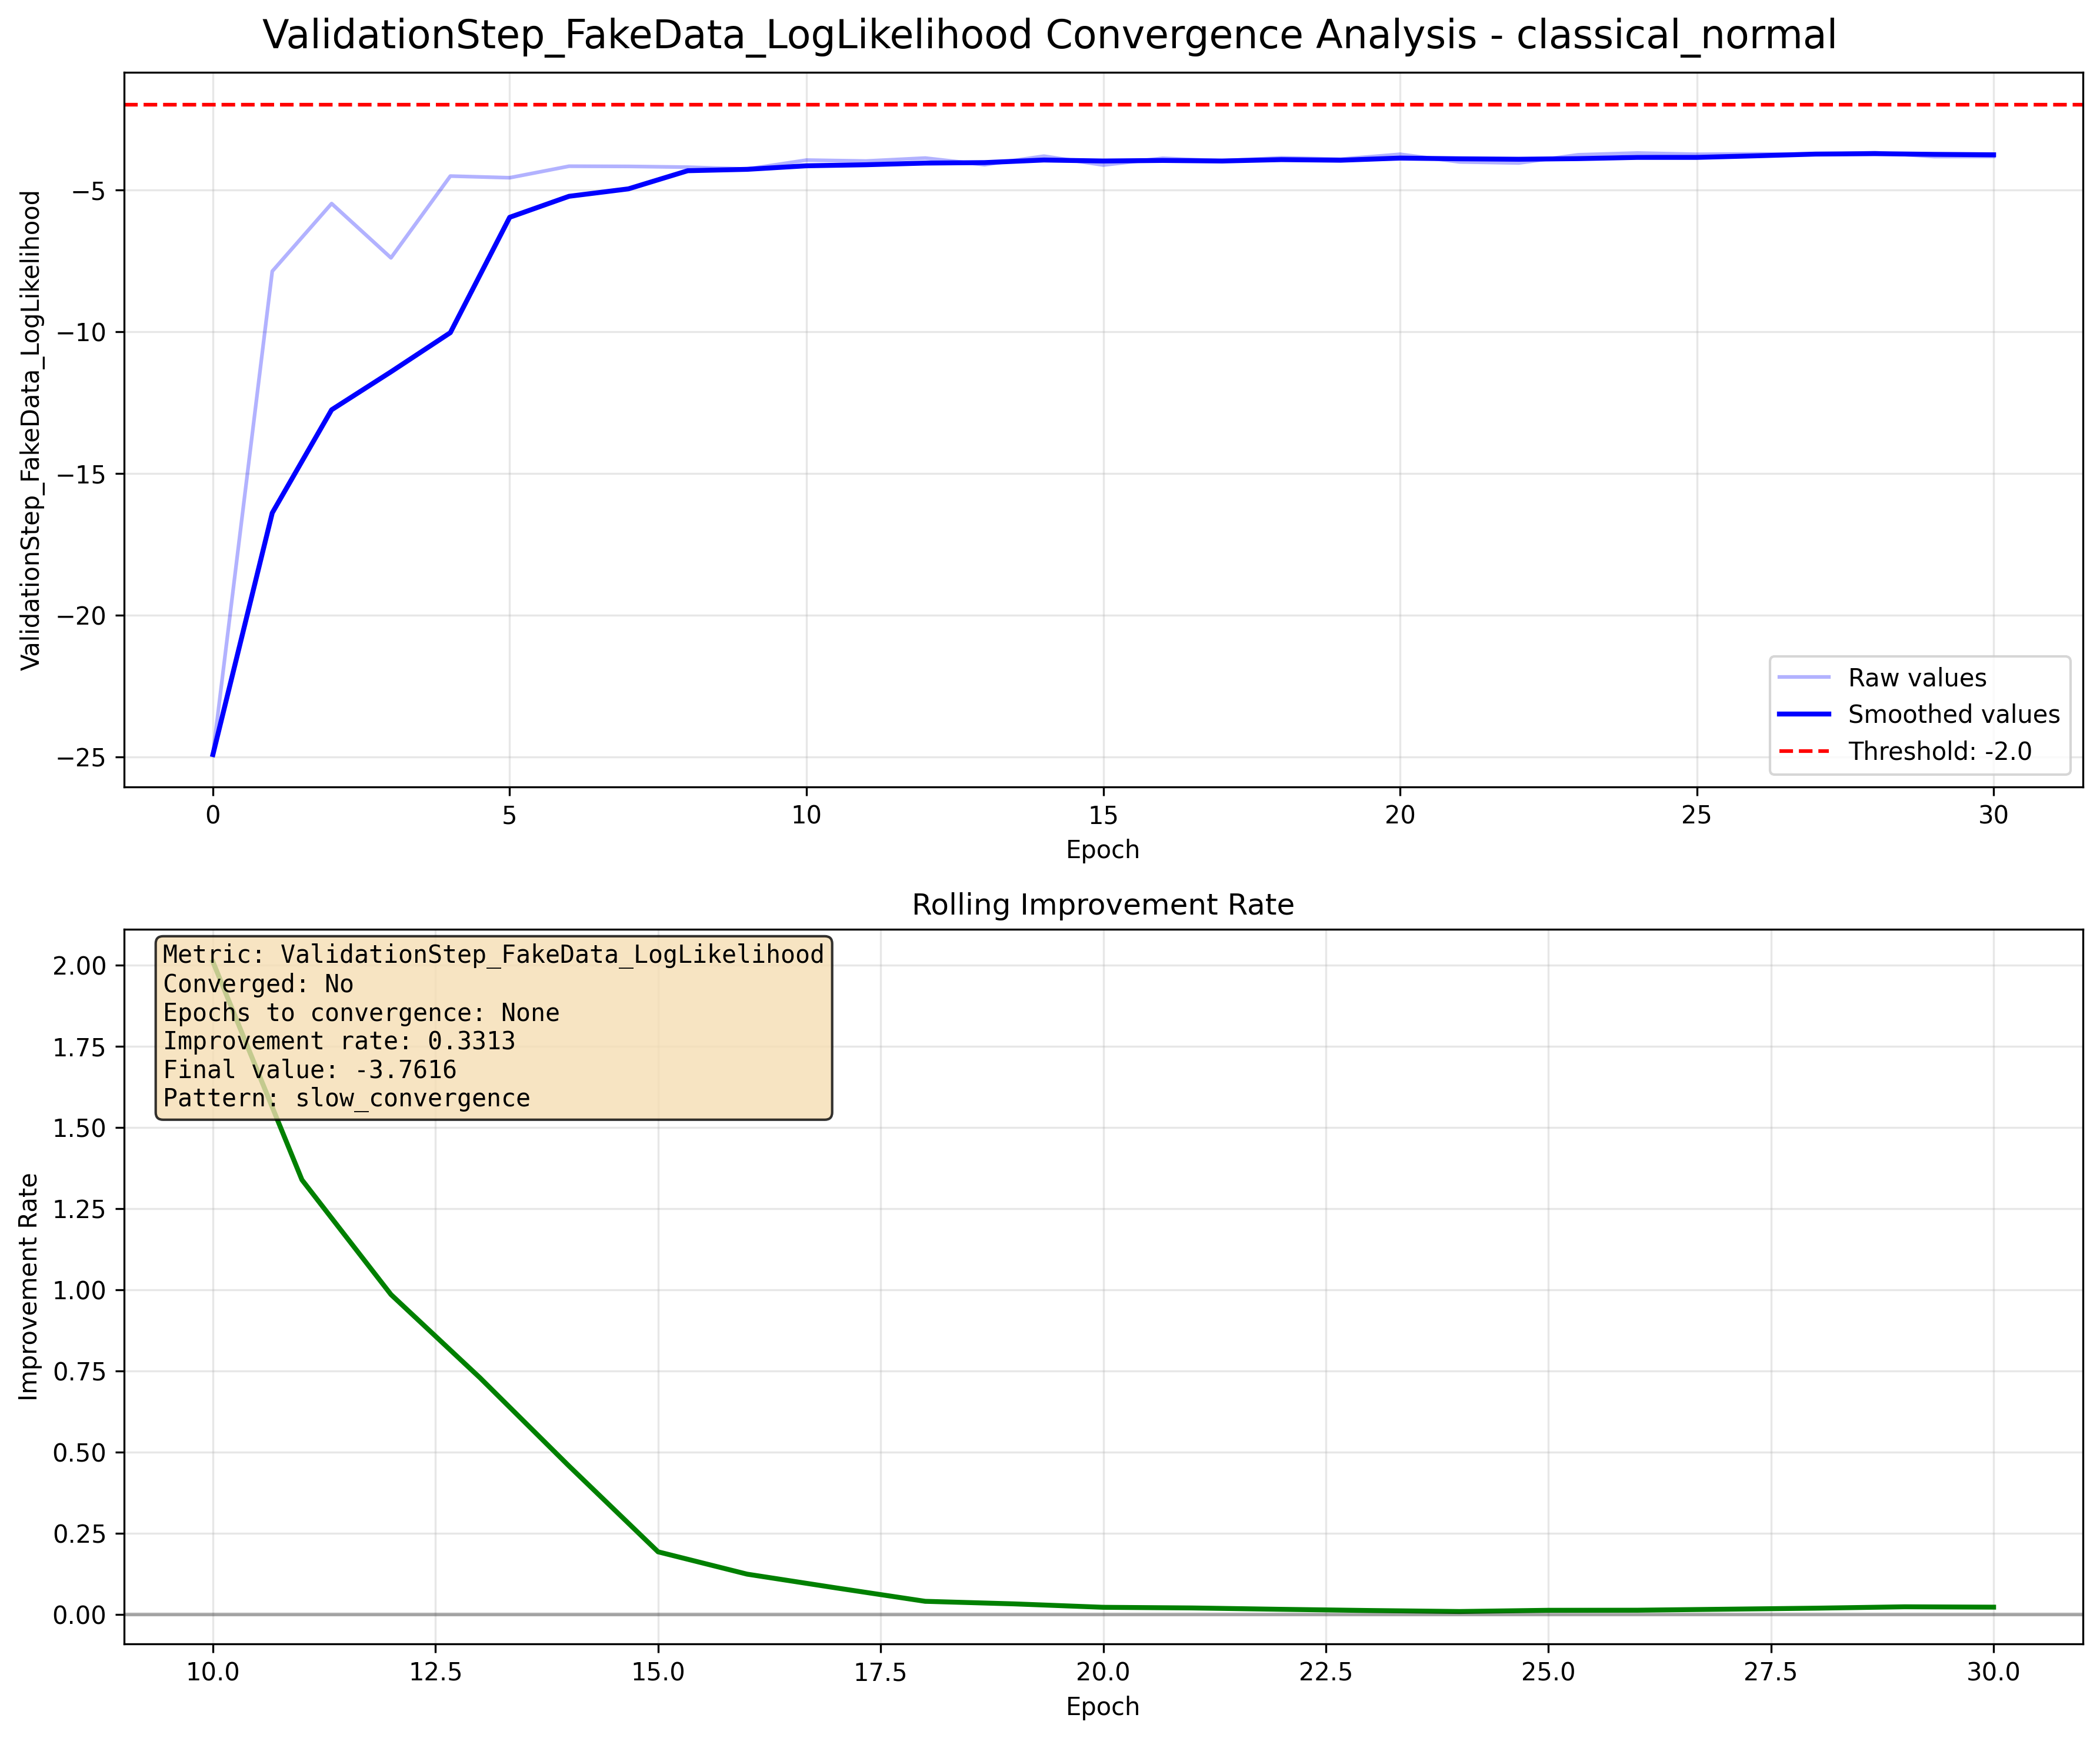 ValidationStep_FakeData_LogLikelihood Convergence Analysis - classical_normal
ValidationStep_FakeData_LogLikelihood
−5
−10
−15
−20
−25
Raw values
Smoothed values
Threshold: -2.0
0 5 10 15 20 25 30
Epoch
Rolling Improvement Rate
Improvement Rate
2.00
1.75
1.50
1.25
1.00
0.75
0.50
0.25
0.00
Metric: ValidationStep_FakeData_LogLikelihood
Converged: No
Epochs to convergence: None
Improvement rate: 0.3313
Final value: -3.7616
Pattern: slow_convergence
10.0 12.5 15.0 17.5 20.0 22.5 25.0 27.5 30.0
Epoch